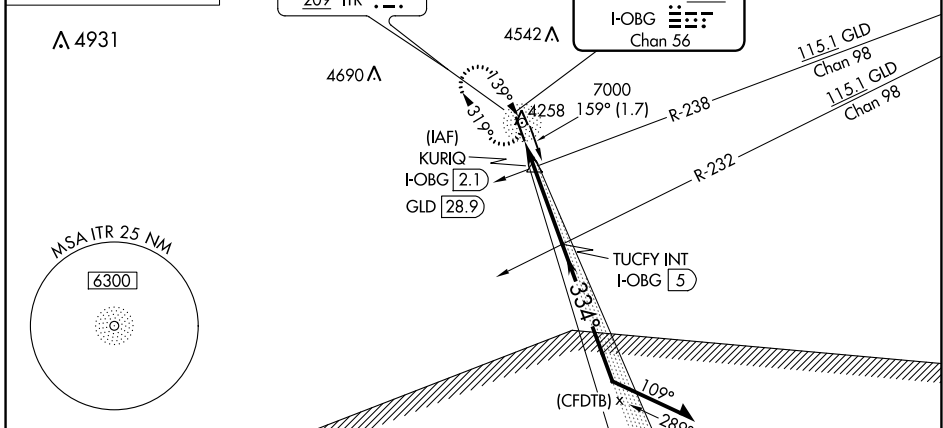 209 ITR
I-OBG
Chan 56
4931
4542
4690
115.1 GLD
Chan 98
115.1 GLD
Chan 98
139°
319°
4258
7000
159° (1.7)
R-238
R-232
(IAF)
KURIQ
I-OBG 2.1
GLD 28.9
TUCFY INT
I-OBG 5
MSA ITR 25 NM
6300
334°
109°
(CFDTB) x
289°